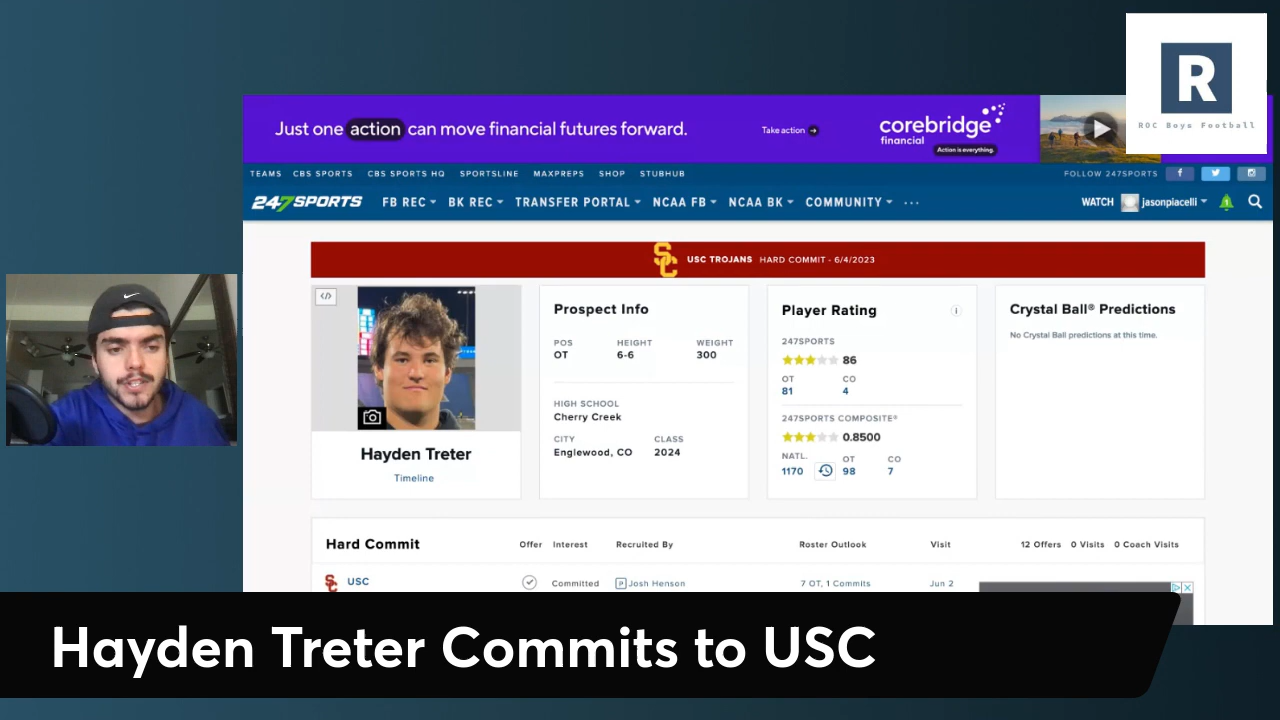 R
ROC Boys Football
Just one action can move financial futures forward.
Take action
corebridge
financial
Action is everything.
TEAMS CBS SPORTS CBS SPORTS HQ SPORTSLINE MAXPREPS SHOP STUBHUB
FOLLOW 247SPORTS
247SPORTS FB REC BK REC TRANSFER PORTAL NCAA FB NCAA BK COMMUNITY ...
WATCH jasonpiacelli 1
SC USC TROJANS HARD COMMIT - 6/4/2023
</>
Hayden Treter
Timeline
Prospect Info
POS HEIGHT WEIGHT
OT 6-6 300
HIGH SCHOOL
Cherry Creek
CITY CLASS
Englewood, CO 2024
Player Rating i
247SPORTS
86
OT CO
81 4
247SPORTS COMPOSITE®
0.8500
NATL. OT CO
1170 98 7
Crystal Ball® Predictions
No Crystal Ball predictions at this time.
Hard Commit Offer Interest Recruited By Roster Outlook Visit 12 Offers 0 Visits 0 Coach Visits
SC USC Committed P Josh Henson 7 OT, 1 Commits Jun 2
Hayden Treter Commits to USC